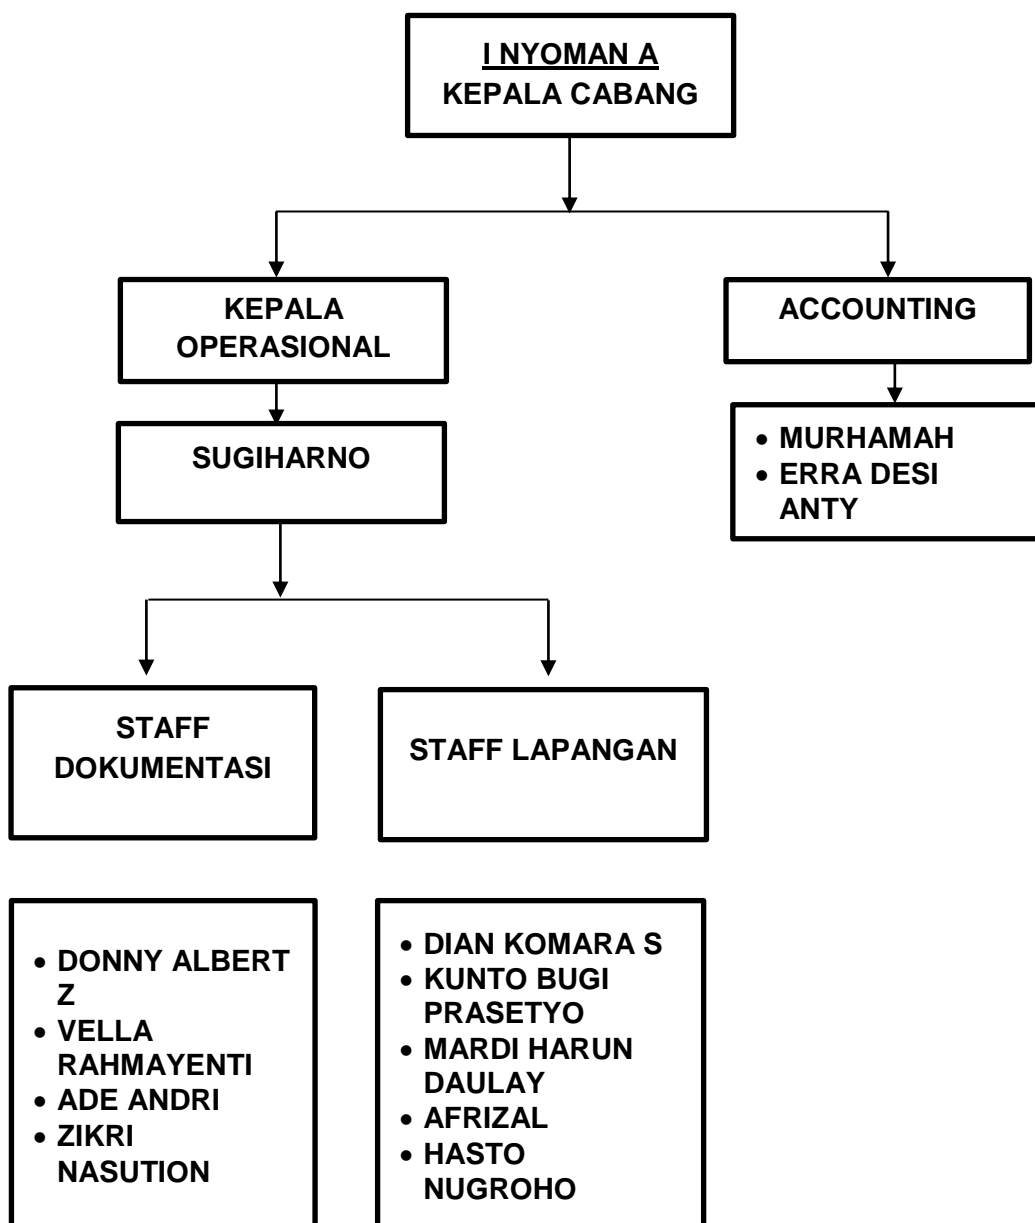 I NYOMAN A
KEPALA CABANG
KEPALA
OPERASIONAL
ACCOUNTING
SUGIHARNO
• MURHAMAH
• ERRA DESI
ANTY
STAFF
DOKUMENTASI
STAFF LAPANGAN
• DONNY ALBERT
Z
• VELLA
RAHMAYENTI
• ADE ANDRI
• ZIKRI
NASUTION
• DIAN KOMARA S
• KUNTO BUGI
PRASETYO
• MARDI HARUN
DAULAY
• AFRIZAL
• HASTO
NUGROHO